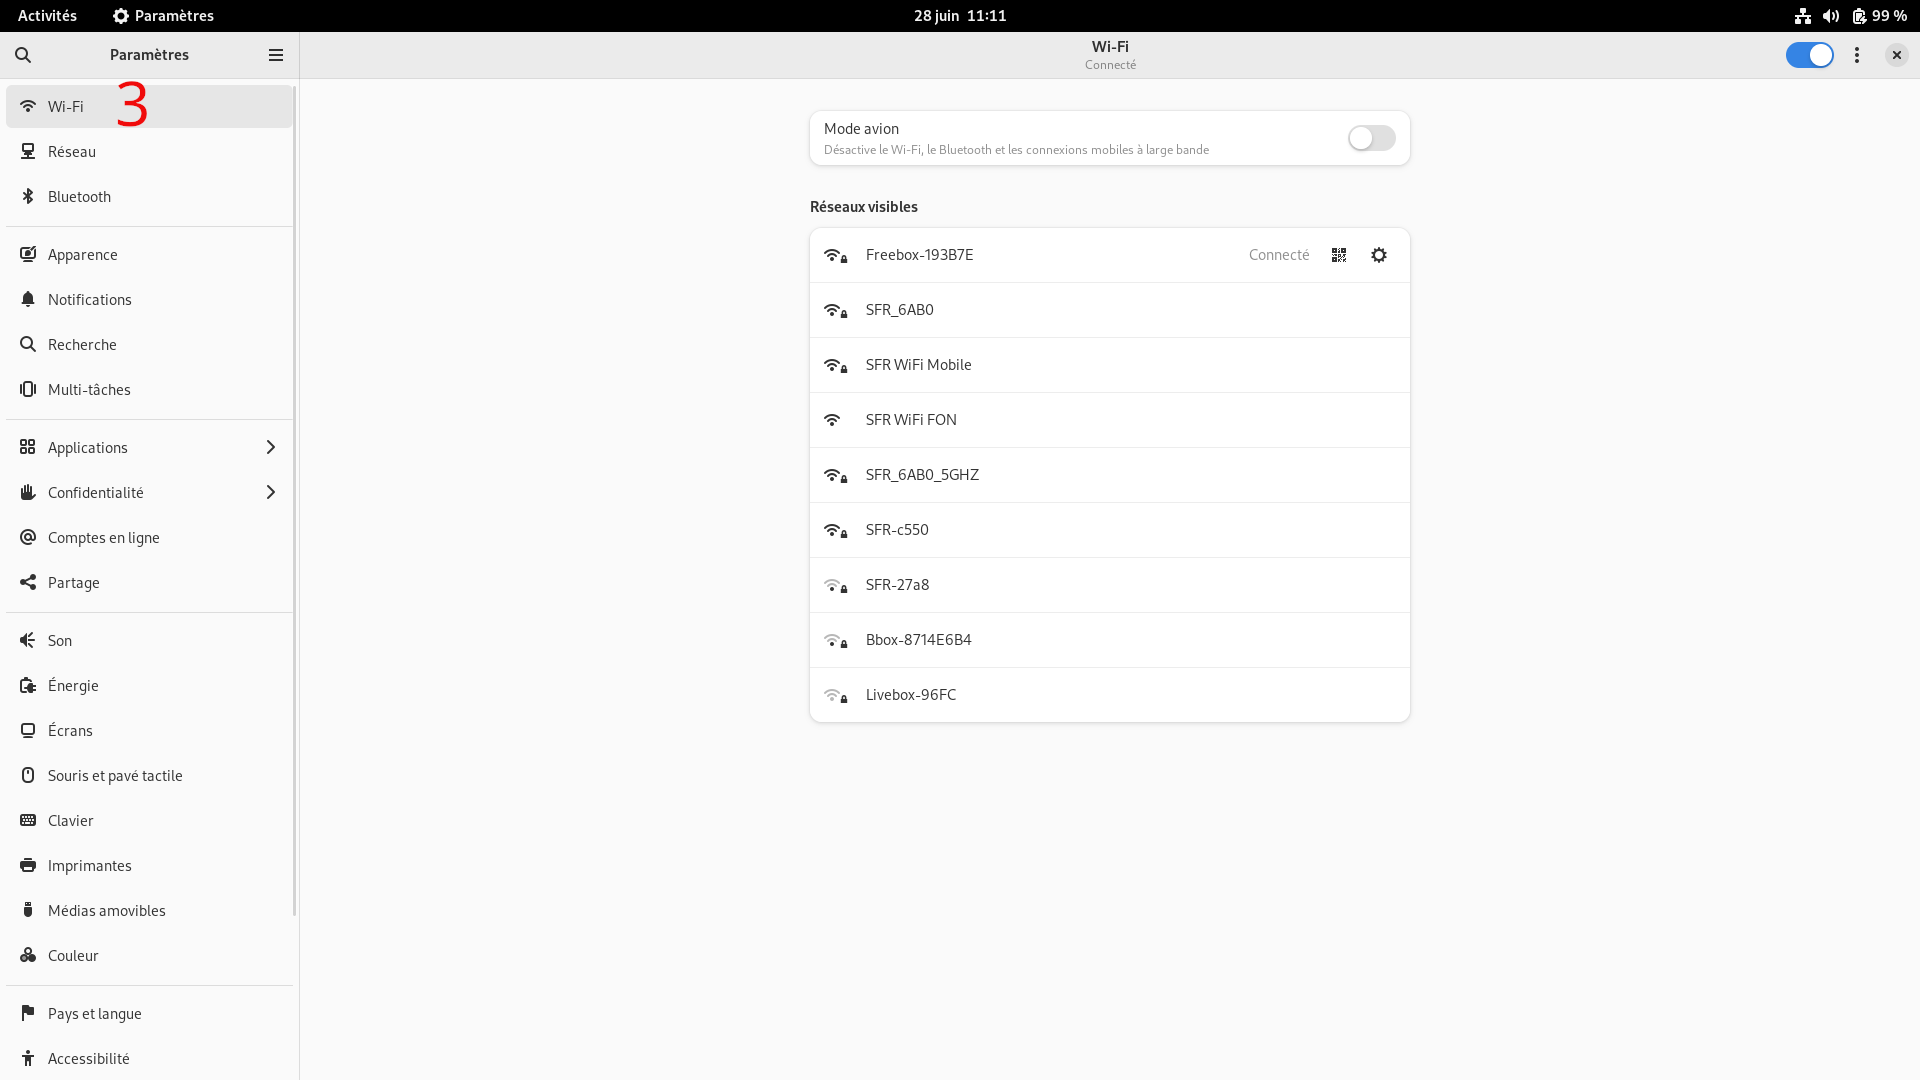 Activités
Paramètres
28 juin 11:11
99 %
Paramètres
Wi-Fi
Connecté
Wi-Fi
3
Réseau
Bluetooth
Apparence
Notifications
Recherche
Multi-tâches
Applications
Confidentialité
Comptes en ligne
Partage
Son
Énergie
Écrans
Souris et pavé tactile
Clavier
Imprimantes
Médias amovibles
Couleur
Pays et langue
Accessibilité
Mode avion
Désactive le Wi-Fi, le Bluetooth et les connexions mobiles à large bande
Réseaux visibles
Freebox-193B7E
Connecté
SFR_6AB0
SFR WiFi Mobile
SFR WiFi FON
SFR_6AB0_5GHZ
SFR-c550
SFR-27a8
Bbox-8714E6B4
Livebox-96FC